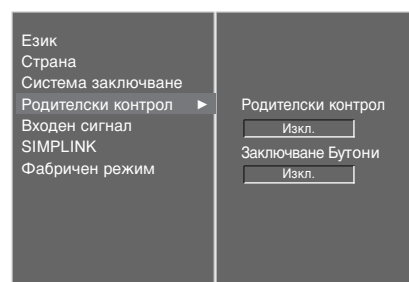 Език
Страна
Система заключване
Родителски контрол ►
Входен сигнал
SIMPLINK
Фабричен режим
Родителски контрол
Изкл.
Заключване Бутони
Изкл.